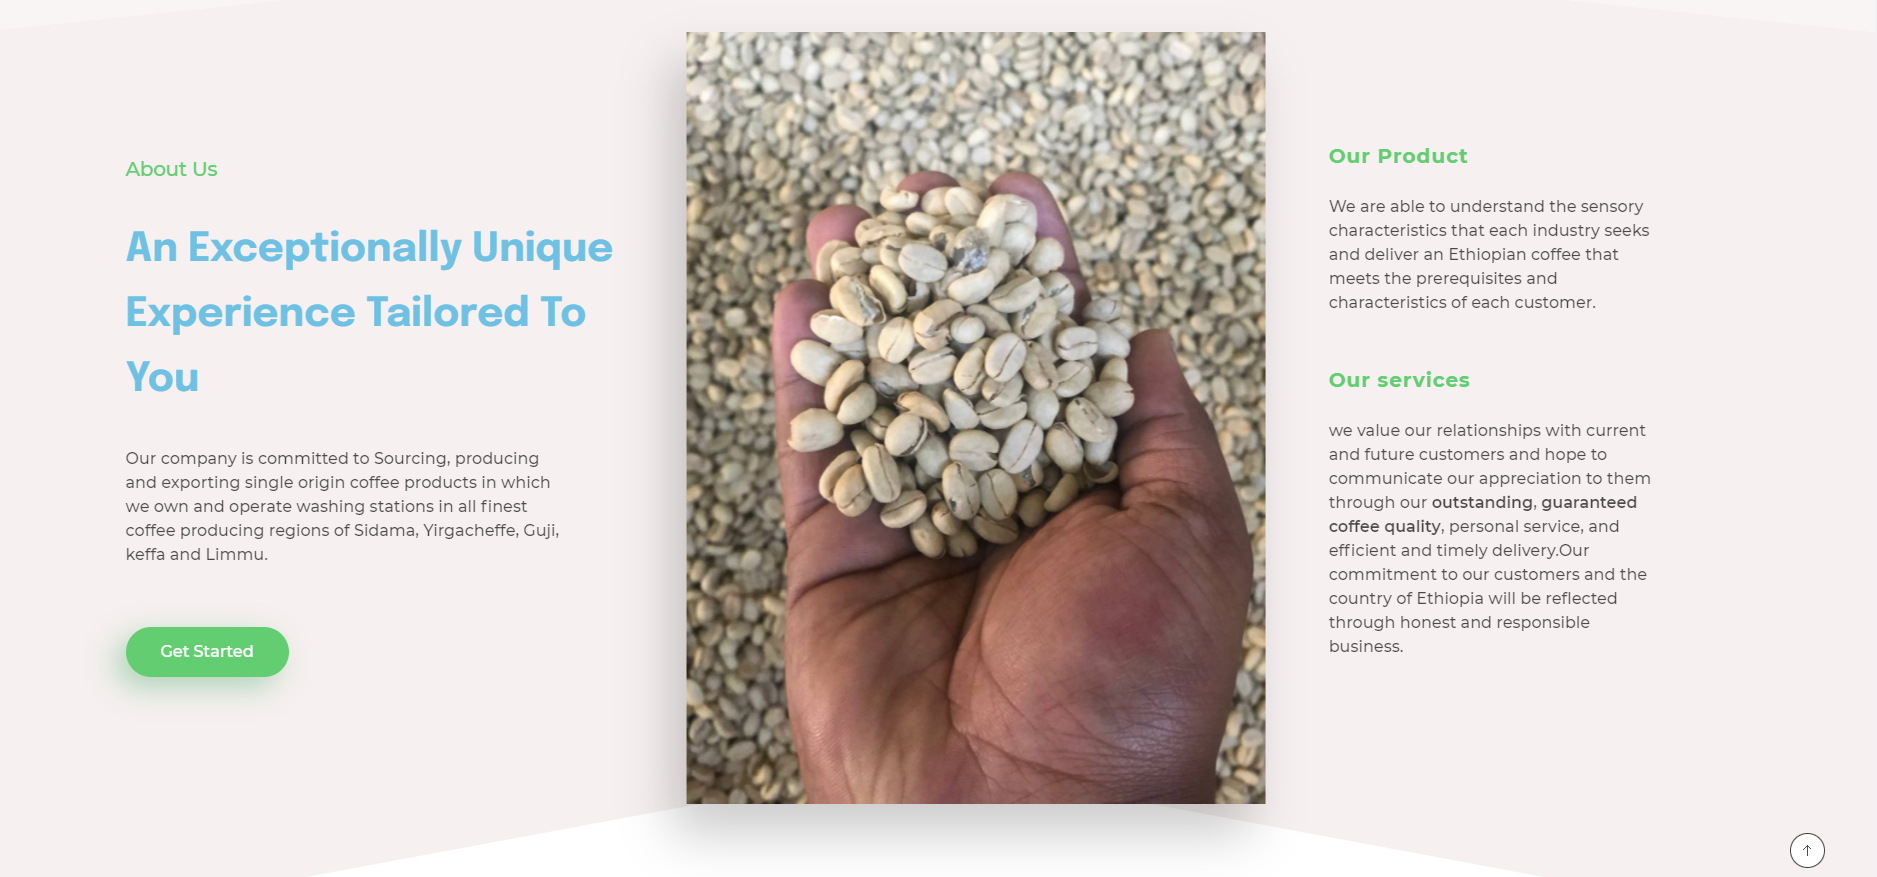 About Us
An Exceptionally Unique
Experience Tailored To
You
Our company is committed to Sourcing, producing
and exporting single origin coffee products in which
we own and operate washing stations in all finest
coffee producing regions of Sidama, Yirgacheffe, Guji,
keffa and Limmu.
Get Started
Our Product
We are able to understand the sensory
characteristics that each industry seeks
and deliver an Ethiopian coffee that
meets the prerequisites and
characteristics of each customer.
Our services
we value our relationships with current
and future customers and hope to
communicate our appreciation to them
through our outstanding, guaranteed
coffee quality, personal service, and
efficient and timely delivery.Our
commitment to our customers and the
country of Ethiopia will be reflected
through honest and responsible
business.